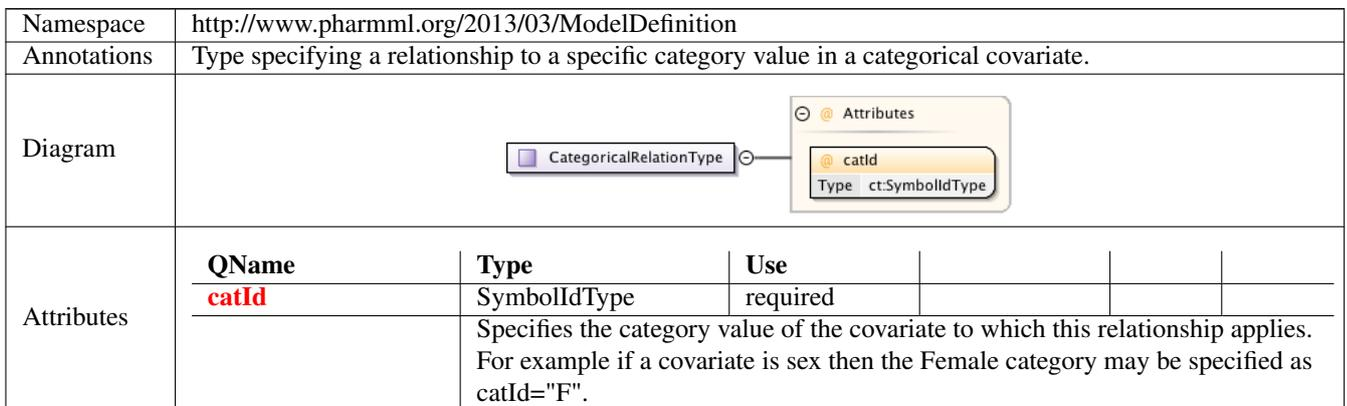 Namespace http://www.pharmml.org/2013/03/ModelDefinition
Annotations Type specifying a relationship to a specific category value in a categorical covariate.
Diagram
@ Attributes
CategoricalRelationType
@ catId
Type ct:SymbolIdType
Attributes
QName Type Use
catId SymbolIdType required
Specifies the category value of the covariate to which this relationship applies.
For example if a covariate is sex then the Female category may be specified as
catId="F".